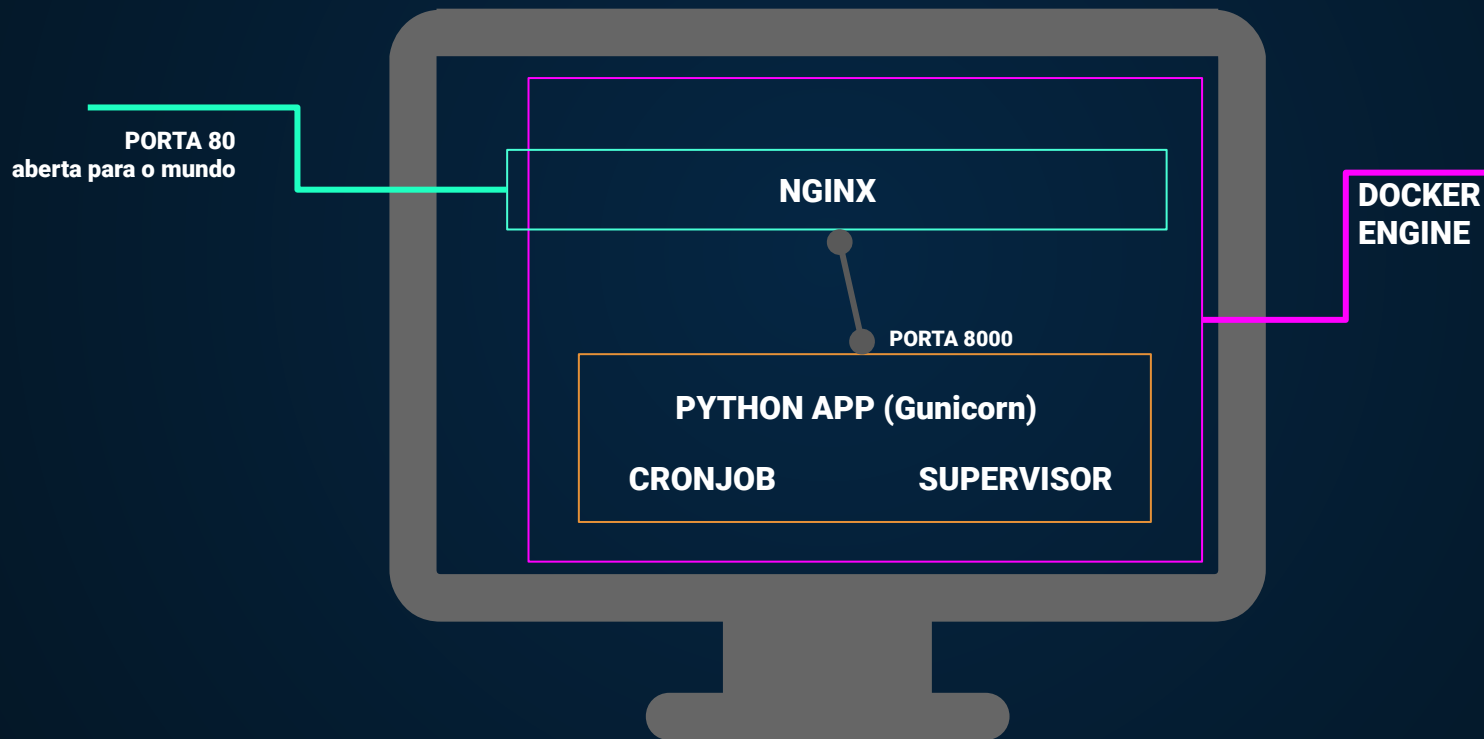 PORTA 80
aberta para o mundo
NGINX
DOCKER
ENGINE
PORTA 8000
PYTHON APP (Gunicorn)
CRONJOB
SUPERVISOR